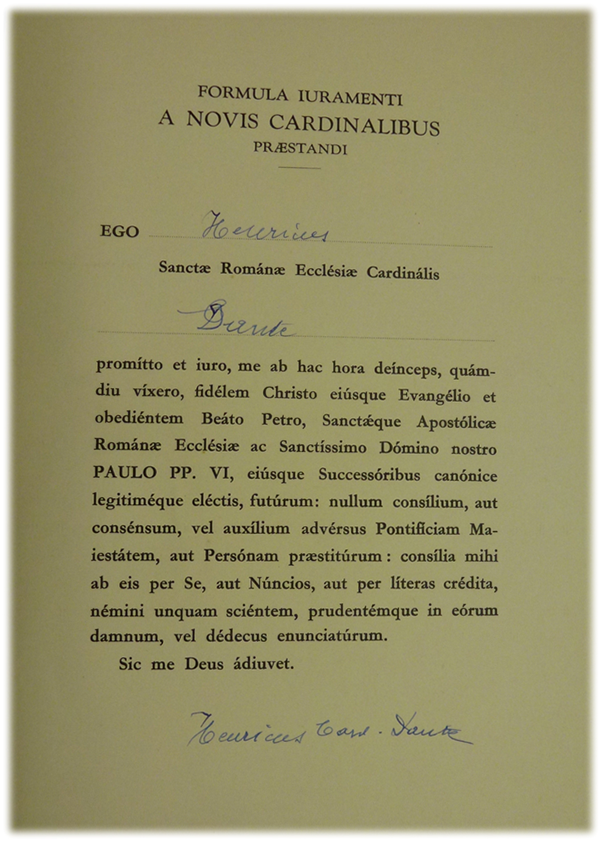 FORMULA IURAMENTI
A NOVIS CARDINALIBUS
PRÆSTANDI
EGO Henricus
Sanctæ Románæ Ecclésiæ Cardinális
Dante
promítto et iuro, me ab hac hora deínceps, quám-
diu víxero, fidélem Christo eiúsque Evangélio et
obediéntem Beáto Petro, Sanctǽque Apostólicæ
Románæ Ecclésiæ ac Sanctíssimo Dómino nostro
PAULO PP. VI, eiúsque Successóribus canónice
legitiméque eléctis, futúrum: nullum consílium, aut
consénsum, vel auxílium advérsus Pontifíciam Ma-
iestátem, aut Persónam præstitúrum : consília mihi
ab eis per Se, aut Núncios, aut per líteras crédita,
némini unquam sciéntem, prudentémque in eórum
damnum, vel dédecus enunciatúrum.
Sic me Deus ádiuvet.
Henricus Card. Dante